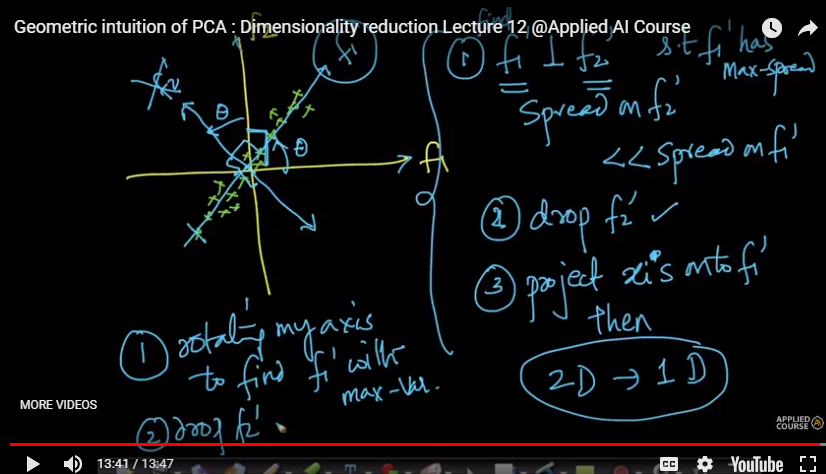 Geometric intuition of PCA : Dimensionality reduction Lecture 12 @Applied AI Course
f2
x'
θ
θ
f1
find
1 f1' ⊥ f2' s.t f1' has
Max-spread
Spread on f2'
<< Spread on f1'
2 drop f2' ✓
3 project xi's onto f1'
then
2D → 1D
1 rotating my axis
to find f1' with
max-var.
2 drop f2'
MORE VIDEOS
APPLIED
COURSE
13:41 / 13:47
CC
YouTube